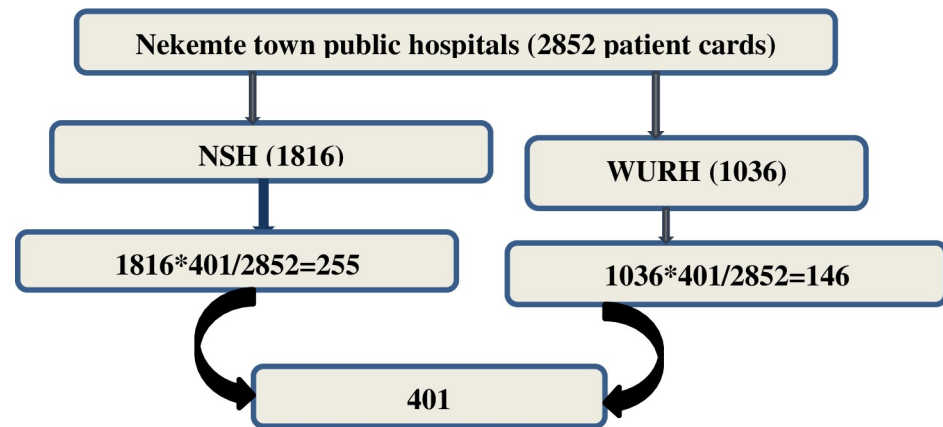 Nekemte town public hospitals (2852 patient cards)
NSH (1816)
WURH (1036)
1816*401/2852=255
1036*401/2852=146
401